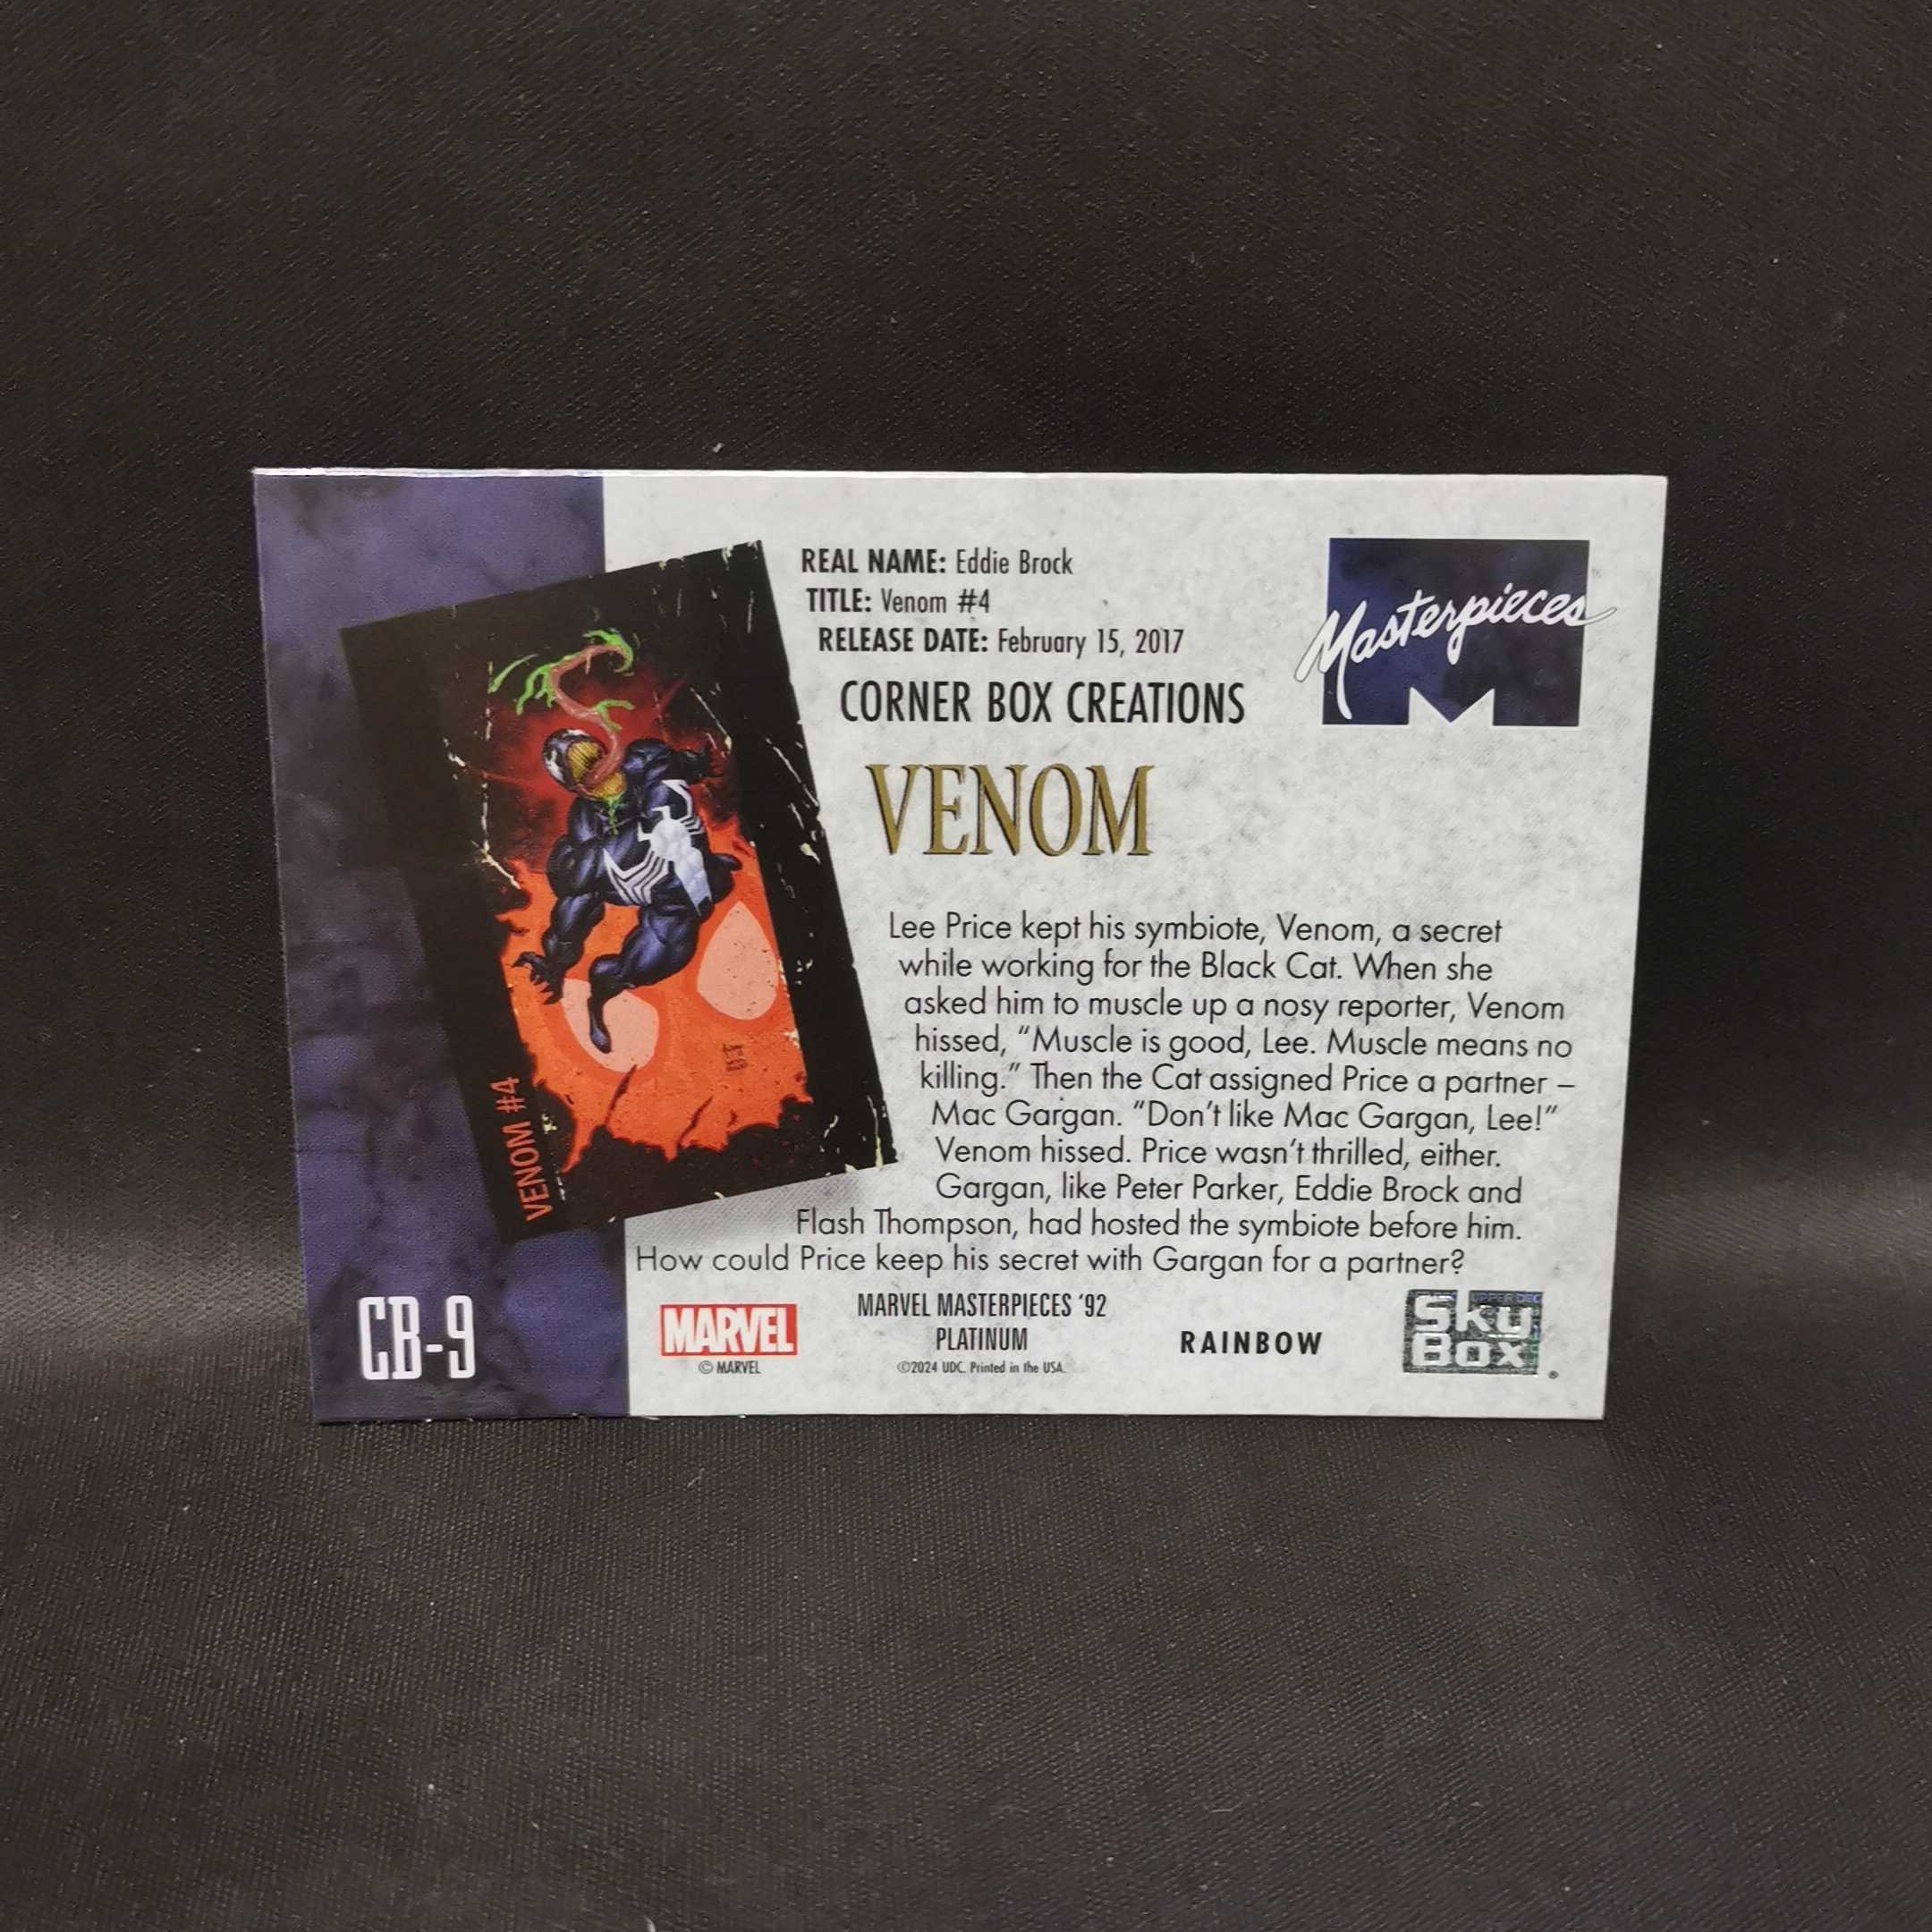 REAL NAME: Eddie Brock
TITLE: Venom #4
RELEASE DATE: February 15, 2017
CORNER BOX CREATIONS
Masterpieces
VENOM
Lee Price kept his symbiote, Venom, a secret
while working for the Black Cat. When she
asked him to muscle up a nosy reporter, Venom
hissed, “Muscle is good, Lee. Muscle means no
killing.” Then the Cat assigned Price a partner –
Mac Gargan. “Don’t like Mac Gargan, Lee!”
Venom hissed. Price wasn’t thrilled, either.
Gargan, like Peter Parker, Eddie Brock and
Flash Thompson, had hosted the symbiote before him.
How could Price keep his secret with Gargan for a partner?
VENOM #4
CB-9
MARVEL
© MARVEL
MARVEL MASTERPIECES ‘92
PLATINUM
©2024 UDC. Printed in the USA.
RAINBOW
UPPER DEC
SkyBox